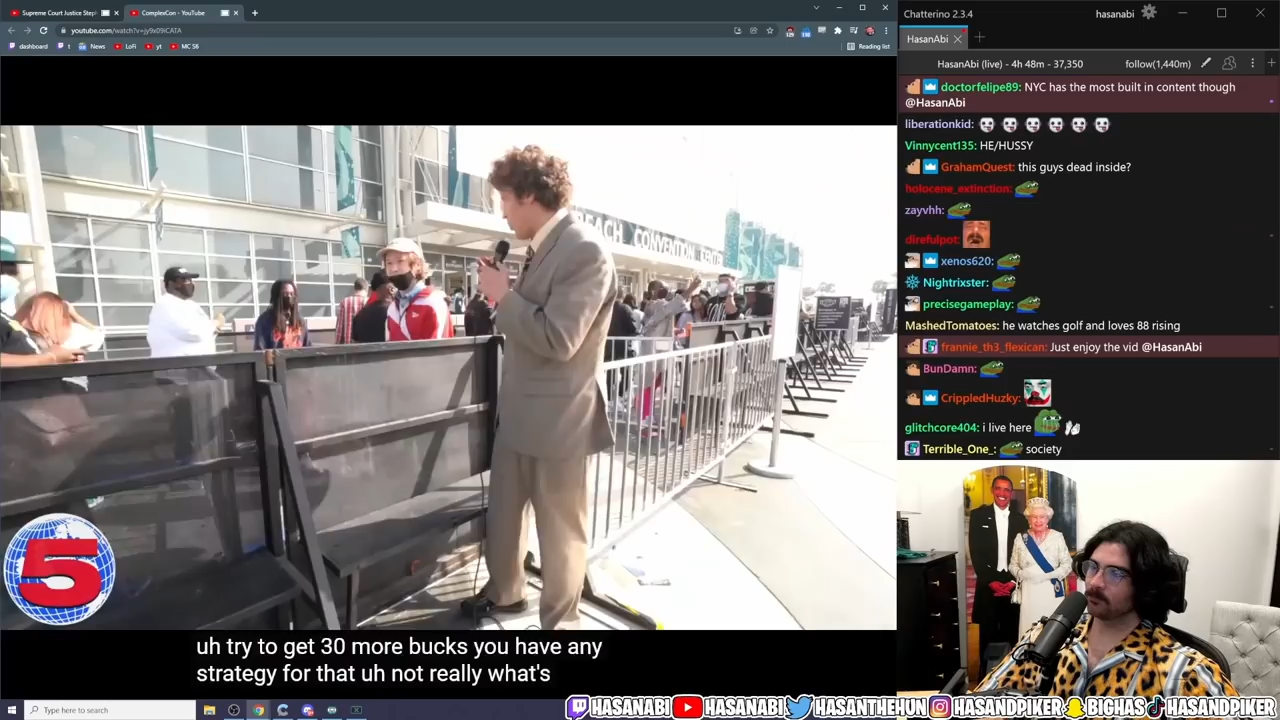 Supreme Court Justice Step
ComplexCon - YouTube
youtube.com/watch?v=jy9x09iCATA
dashboard
t
News
LoFi
yt
MC S6
Reading list
BEACH CONVENTION CENTER
5
uh try to get 30 more bucks you have any
strategy for that uh not really what's
Type here to search
Chatterino 2.3.4
hasanabi
HasanAbi
HasanAbi (live) - 4h 48m - 37,350
follow(1,440m)
doctorfelipe89: NYC has the most built in content though
@HasanAbi
liberationkid:
Vinnycent135: HE/HUSSY
GrahamQuest: this guys dead inside?
holocene_extinction:
zayvhh:
direfulpot:
xenos620:
Nightrixster:
precisegameplay:
MashedTomatoes: he watches golf and loves 88 rising
frannie_th3_flexican: Just enjoy the vid @HasanAbi
BunDamn:
CrippledHuzky:
glitchcore404: i live here
Terrible_One_: society
HASANABI HASANABI HASANTHEHUN HASANDPIKER BIGHAS HASANDPIKER